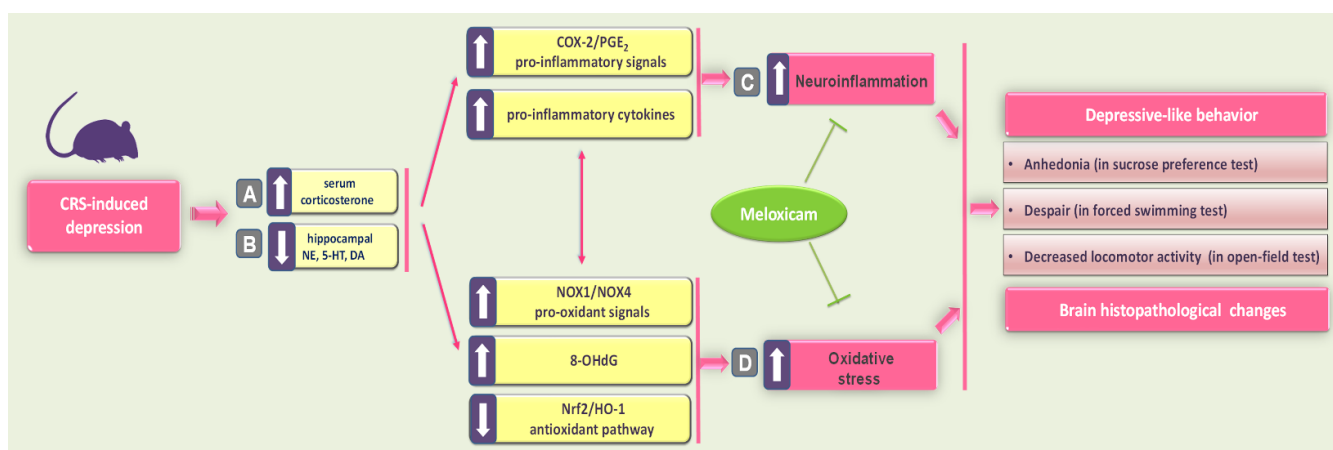 CRS-induced
depression
A
serum
corticosterone
B
hippocampal
NE, 5-HT, DA
COX-2/PGE₂
pro-inflammatory signals
pro-inflammatory cytokines
NOX1/NOX4
pro-oxidant signals
8-OHdG
Nrf2/HO-1
antioxidant pathway
C
Neuroinflammation
Meloxicam
D
Oxidative
stress
Depressive-like behavior
• Anhedonia (in sucrose preference test)
• Despair (in forced swimming test)
• Decreased locomotor activity (in open-field test)
Brain histopathological changes